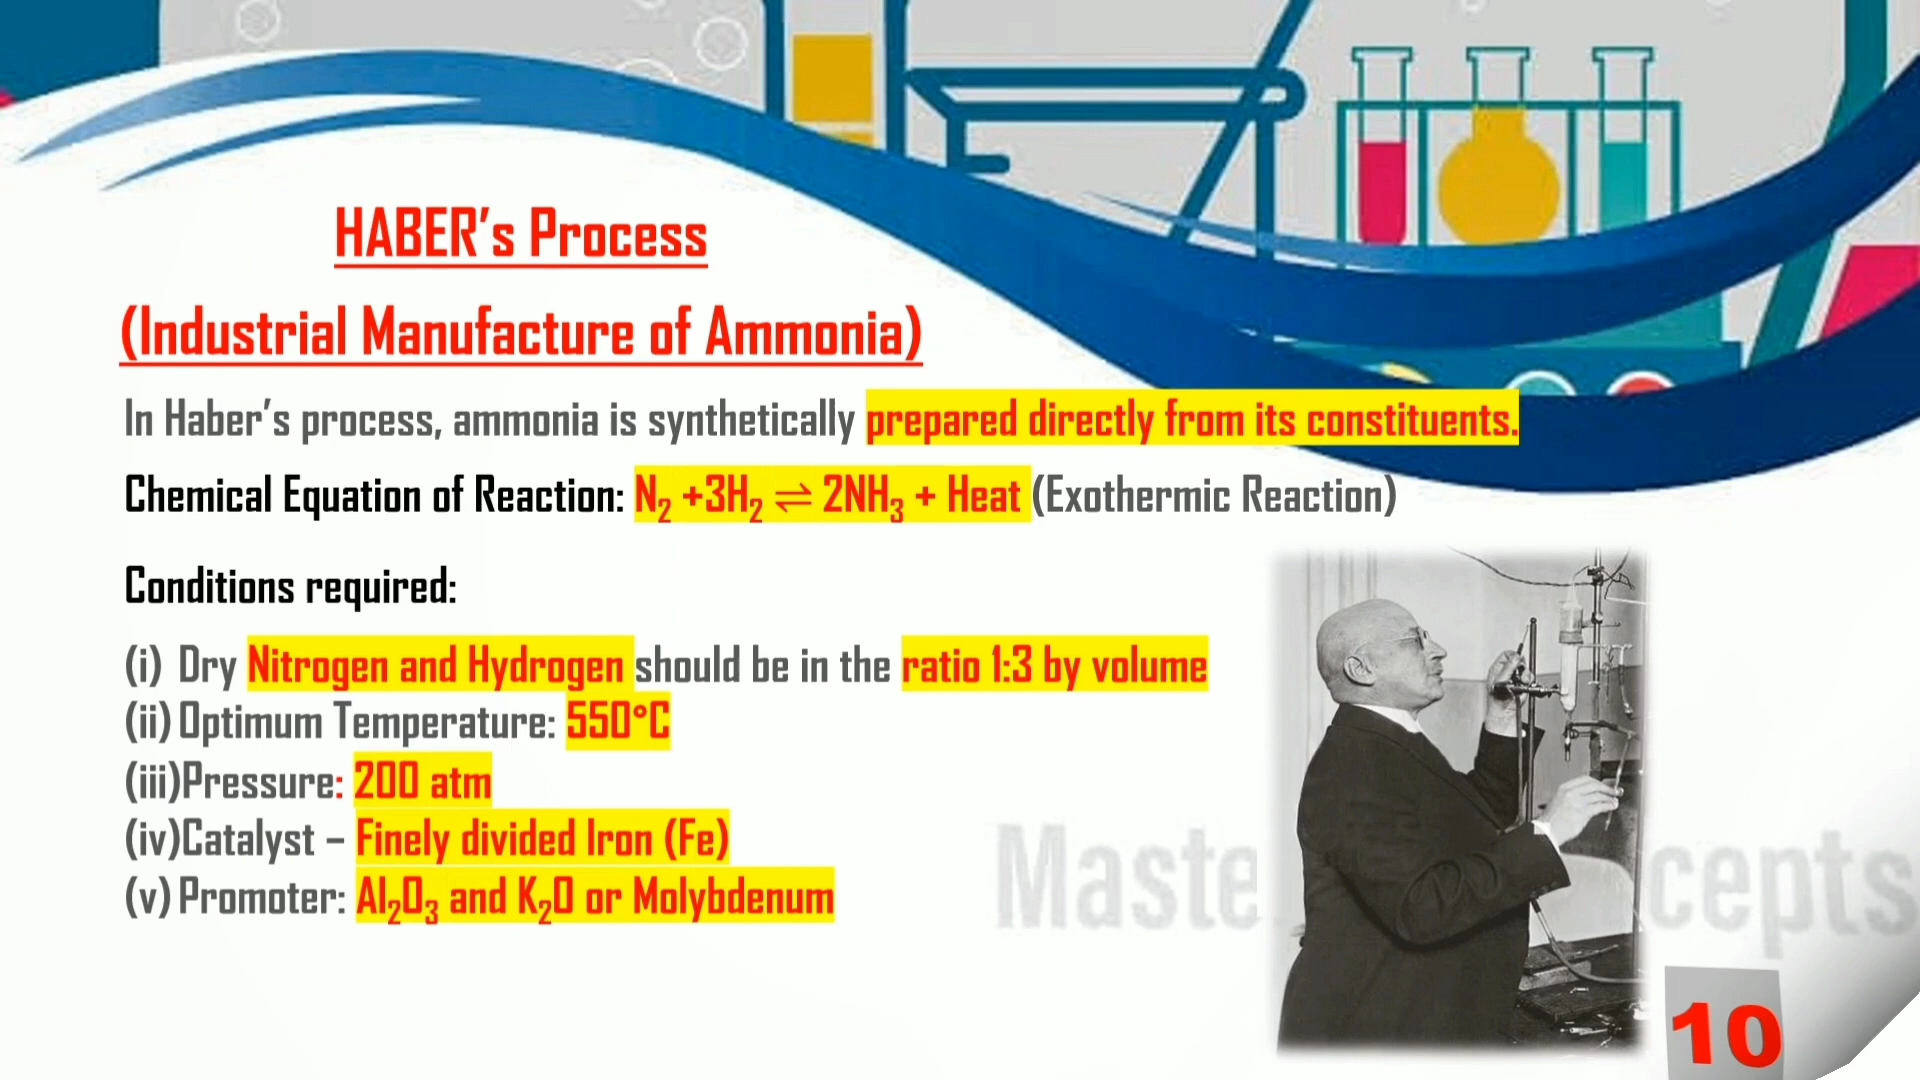 HABER's Process
(Industrial Manufacture of Ammonia)
In Haber's process, ammonia is synthetically prepared directly from its constituents.
Chemical Equation of Reaction: N₂ +3H₂ ⇌ 2NH₃ + Heat (Exothermic Reaction)
Conditions required:
(i) Dry Nitrogen and Hydrogen should be in the ratio 1:3 by volume
(ii) Optimum Temperature: 550°C
(iii)Pressure: 200 atm
(iv)Catalyst – Finely divided Iron (Fe)
(v) Promoter: Al₂O₃ and K₂O or Molybdenum
10